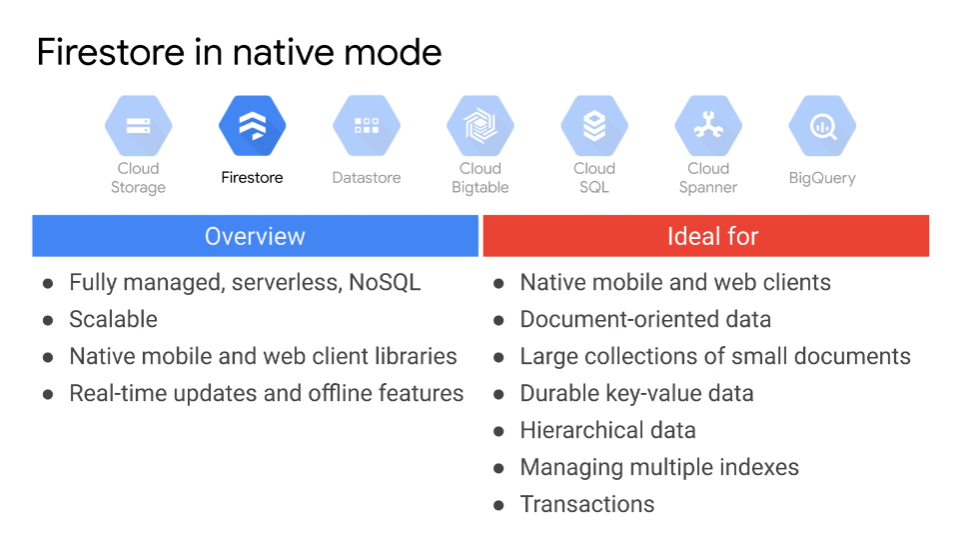 Firestore in native mode
Cloud
Storage
Firestore
Datastore
Cloud
Bigtable
Cloud
SQL
Cloud
Spanner
BigQuery
Overview
● Fully managed, serverless, NoSQL
● Scalable
● Native mobile and web client libraries
● Real-time updates and offline features
Ideal for
● Native mobile and web clients
● Document-oriented data
● Large collections of small documents
● Durable key-value data
● Hierarchical data
● Managing multiple indexes
● Transactions